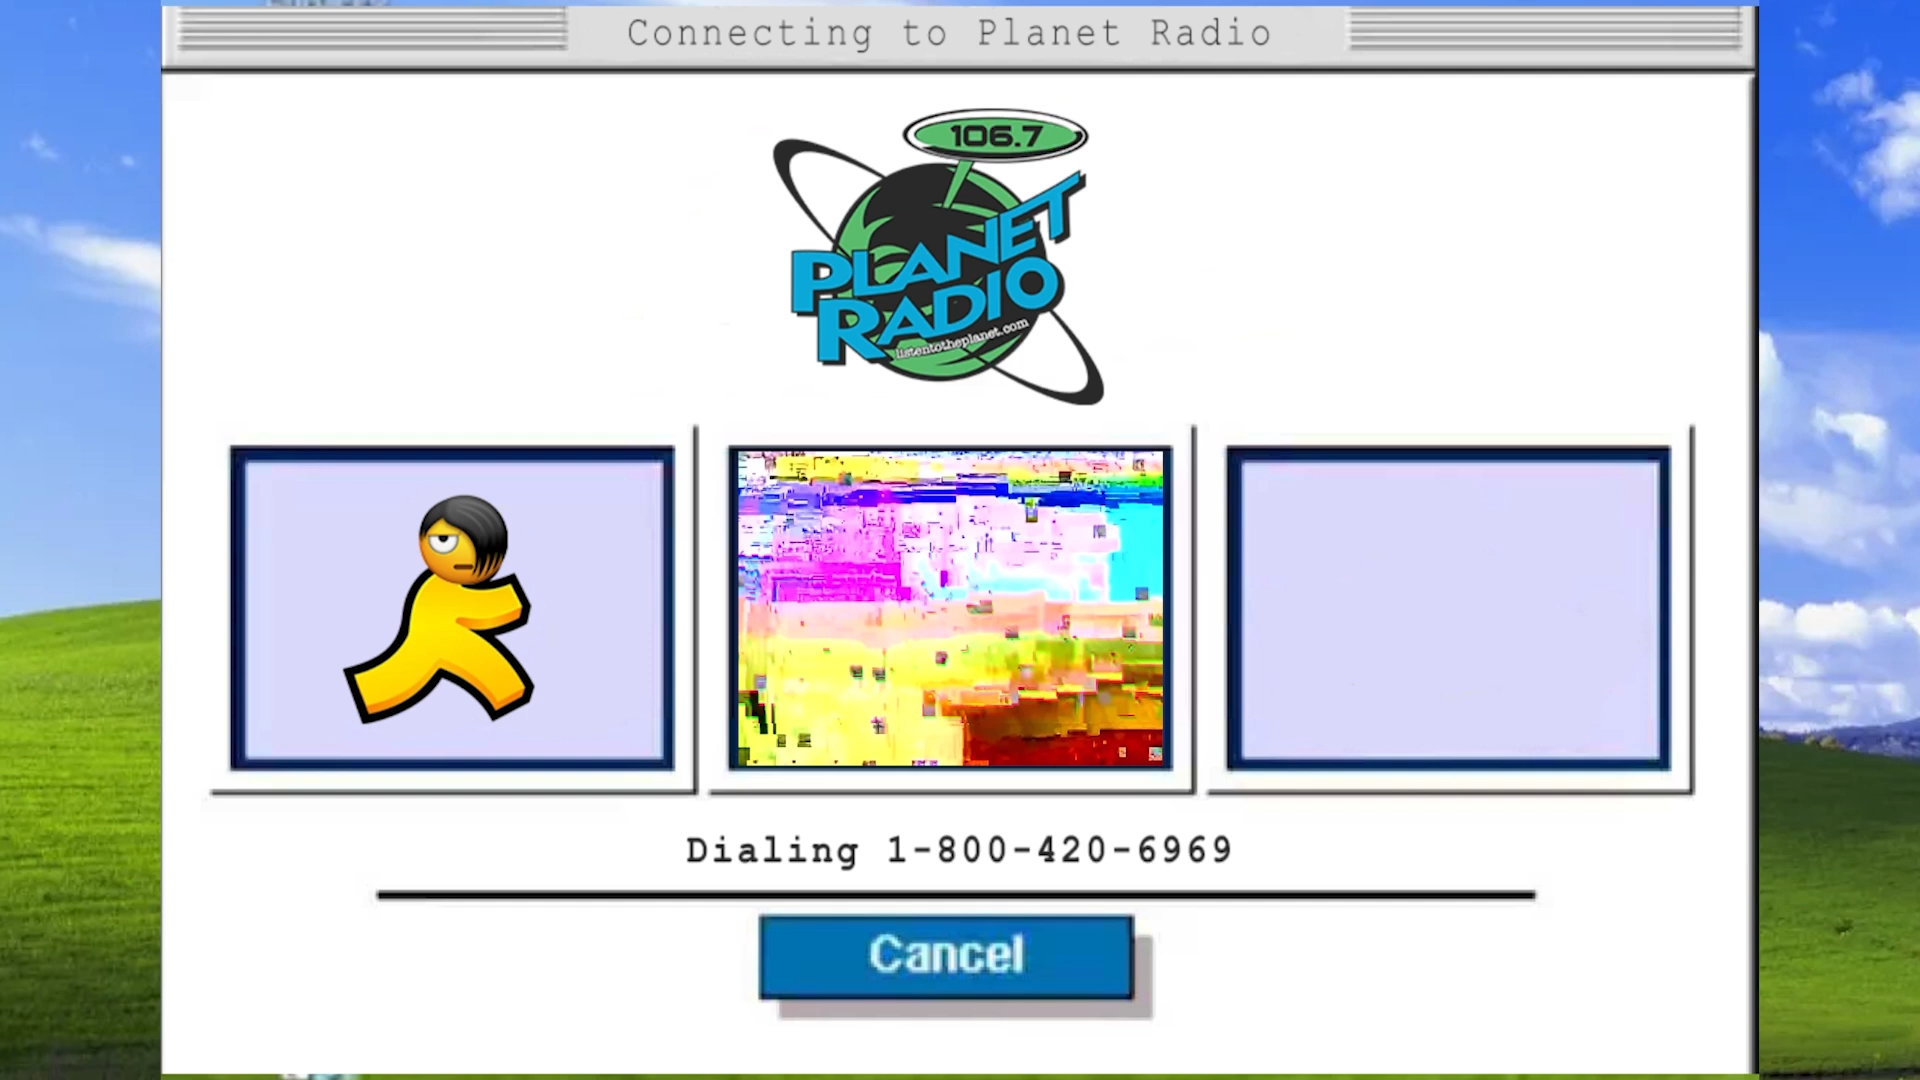 Connecting to Planet Radio
106.7
PLANET
RADIO
listentotheplanet.com
Dialing 1-800-420-6969
Cancel